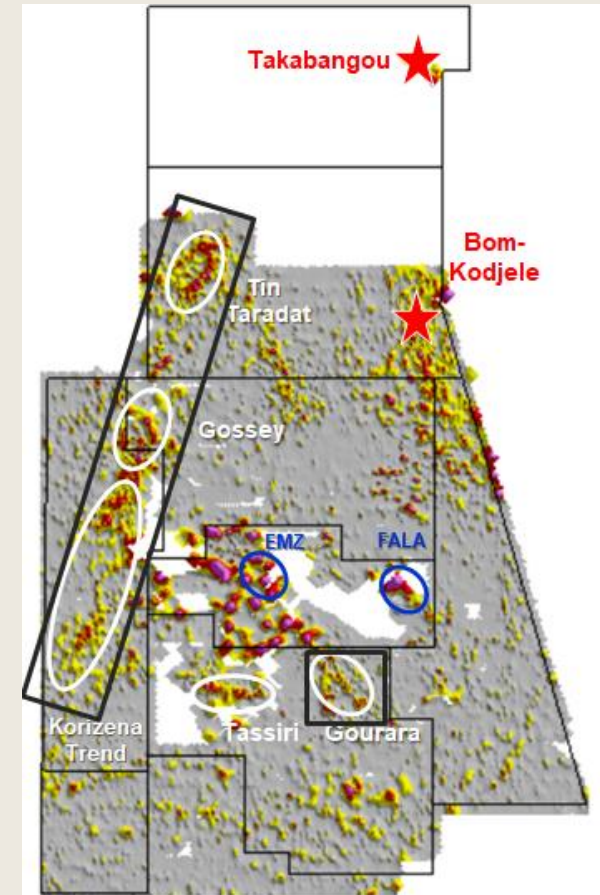 Takabangou
Bom-
Kodjele
Tin
Taradat
Gossey
EMZ
FALA
Korizena
Trend
Tassiri
Gourara